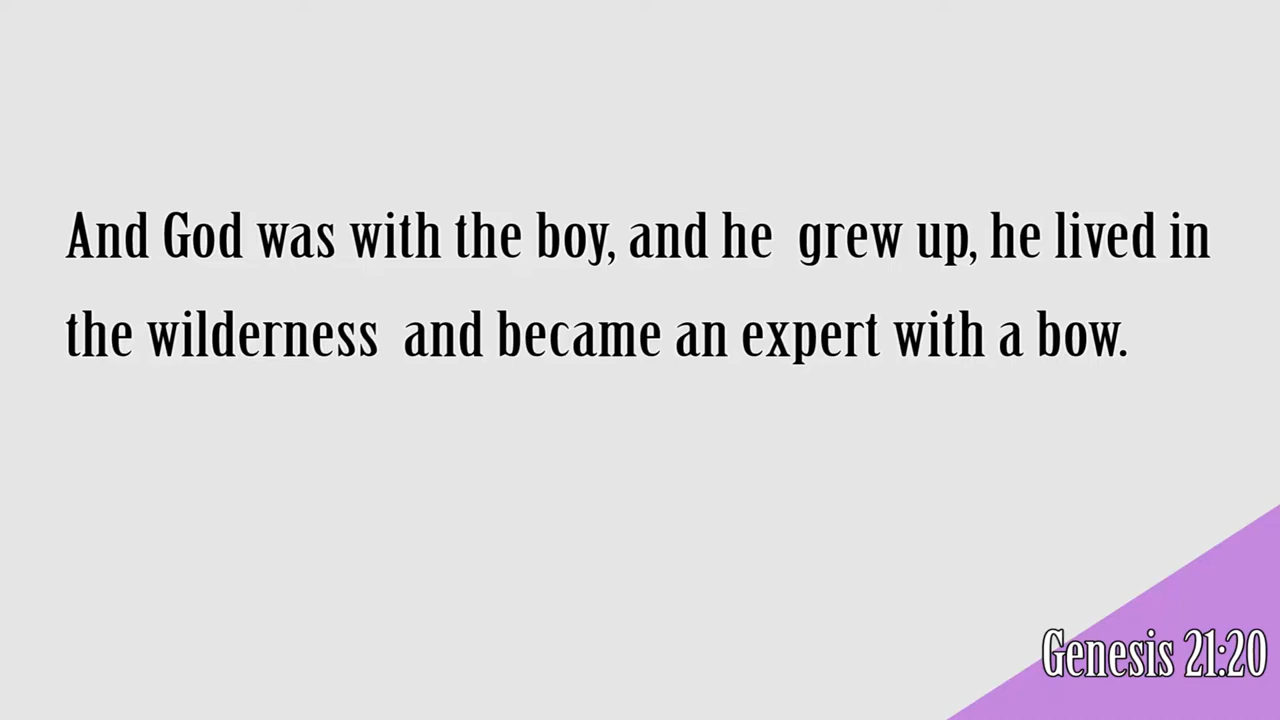 And God was with the boy, and he  grew up, he lived in
the wilderness  and became an expert with a bow.
Genesis 21:20